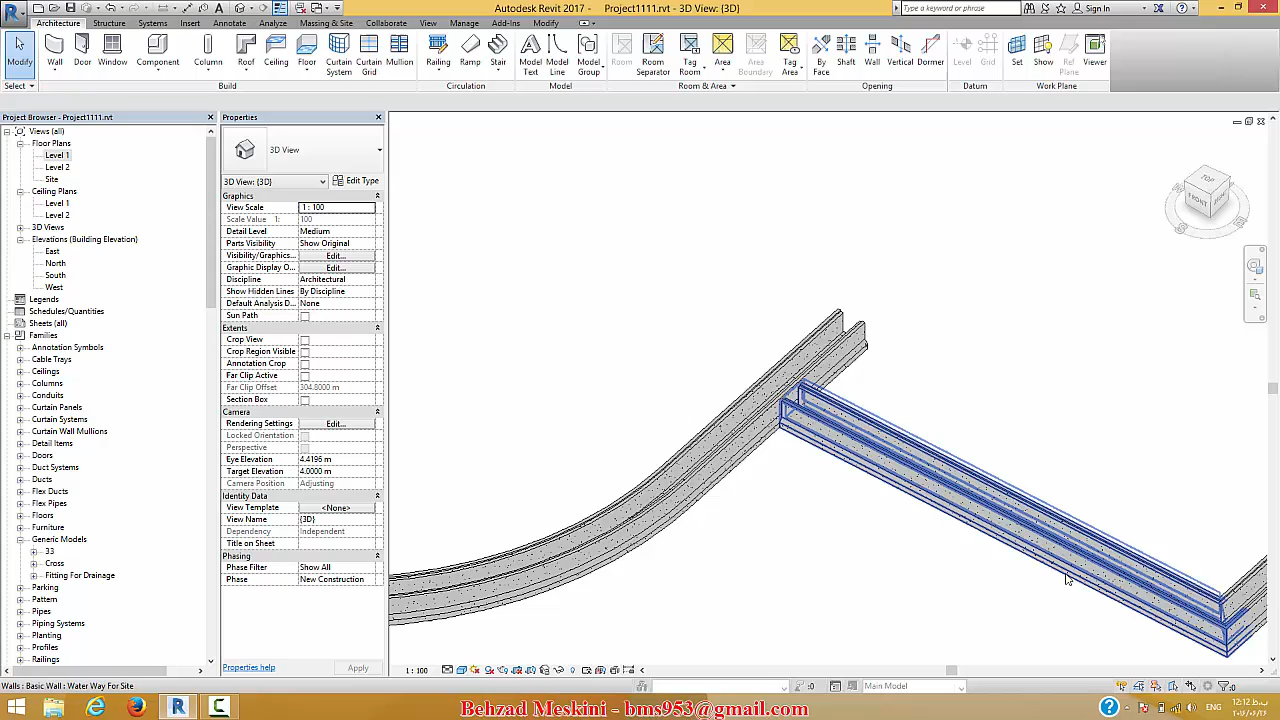 Autodesk Revit 2017 - Project1111.rvt - 3D View: {3D}
Type a keyword or phrase
Sign In
Architecture Structure Systems Insert Annotate Analyze Massing & Site Collaborate View Manage Add-Ins Modify
Modify Wall Door Window Component Column Roof Ceiling Floor Curtain System Curtain Grid Mullion Railing Ramp Stair Model Text Model Line Model Group Room Room Separator Tag Room Area Area Boundary Tag Area By Face Shaft Wall Vertical Dormer Level Grid Set Show Ref Plane Viewer
Select Build Circulation Model Room & Area Opening Datum Work Plane
Project Browser - Project1111.rvt
Views (all)
Floor Plans
Level 1
Level 2
Site
Ceiling Plans
Level 1
Level 2
3D Views
Elevations (Building Elevation)
East
North
South
West
Legends
Schedules/Quantities
Sheets (all)
Families
Annotation Symbols
Cable Trays
Ceilings
Columns
Conduits
Curtain Panels
Curtain Systems
Curtain Wall Mullions
Detail Items
Doors
Duct Systems
Ducts
Flex Ducts
Flex Pipes
Floors
Furniture
Generic Models
33
Cross
Fitting For Drainage
Parking
Pattern
Pipes
Piping Systems
Planting
Profiles
Railings
Properties
3D View
3D View: {3D} Edit Type
Graphics
View Scale 1 : 100
Scale Value 1: 100
Detail Level Medium
Parts Visibility Show Original
Visibility/Graphics... Edit...
Graphic Display O... Edit...
Discipline Architectural
Show Hidden Lines By Discipline
Default Analysis D... None
Sun Path
Extents
Crop View
Crop Region Visible
Annotation Crop
Far Clip Active
Far Clip Offset 304.8000 m
Section Box
Camera
Rendering Settings Edit...
Locked Orientation
Perspective
Eye Elevation 4.4196 m
Target Elevation 4.0000 m
Camera Position Adjusting
Identity Data
View Template <None>
View Name {3D}
Dependency Independent
Title on Sheet
Phasing
Phase Filter Show All
Phase New Construction
Properties help Apply
TOP
FRONT
1 : 100
Walls : Basic Wall : Water Way For Site
:0
Main Model
:0
Behzad Meskini - bms953@gmail.com
ENG
12:12 ب.ظ